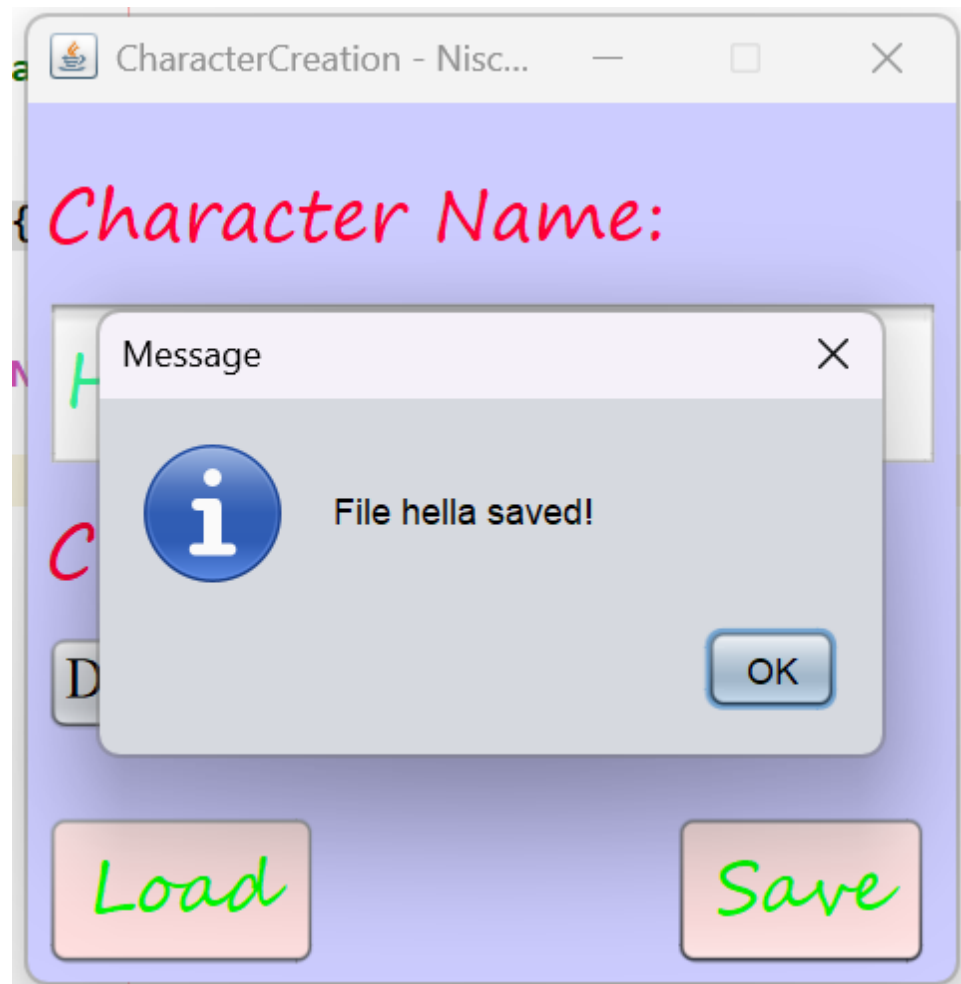 CharacterCreation - Nisc...
Character Name:
Message
File hella saved!
OK
Load
Save